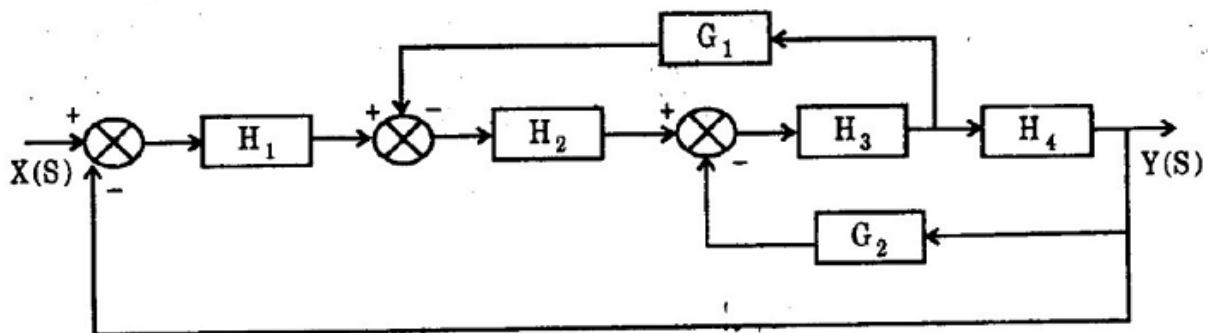 G₁
+ + − +
H₁ H₂ H₃ H₄
X(S) − − Y(S)
G₂